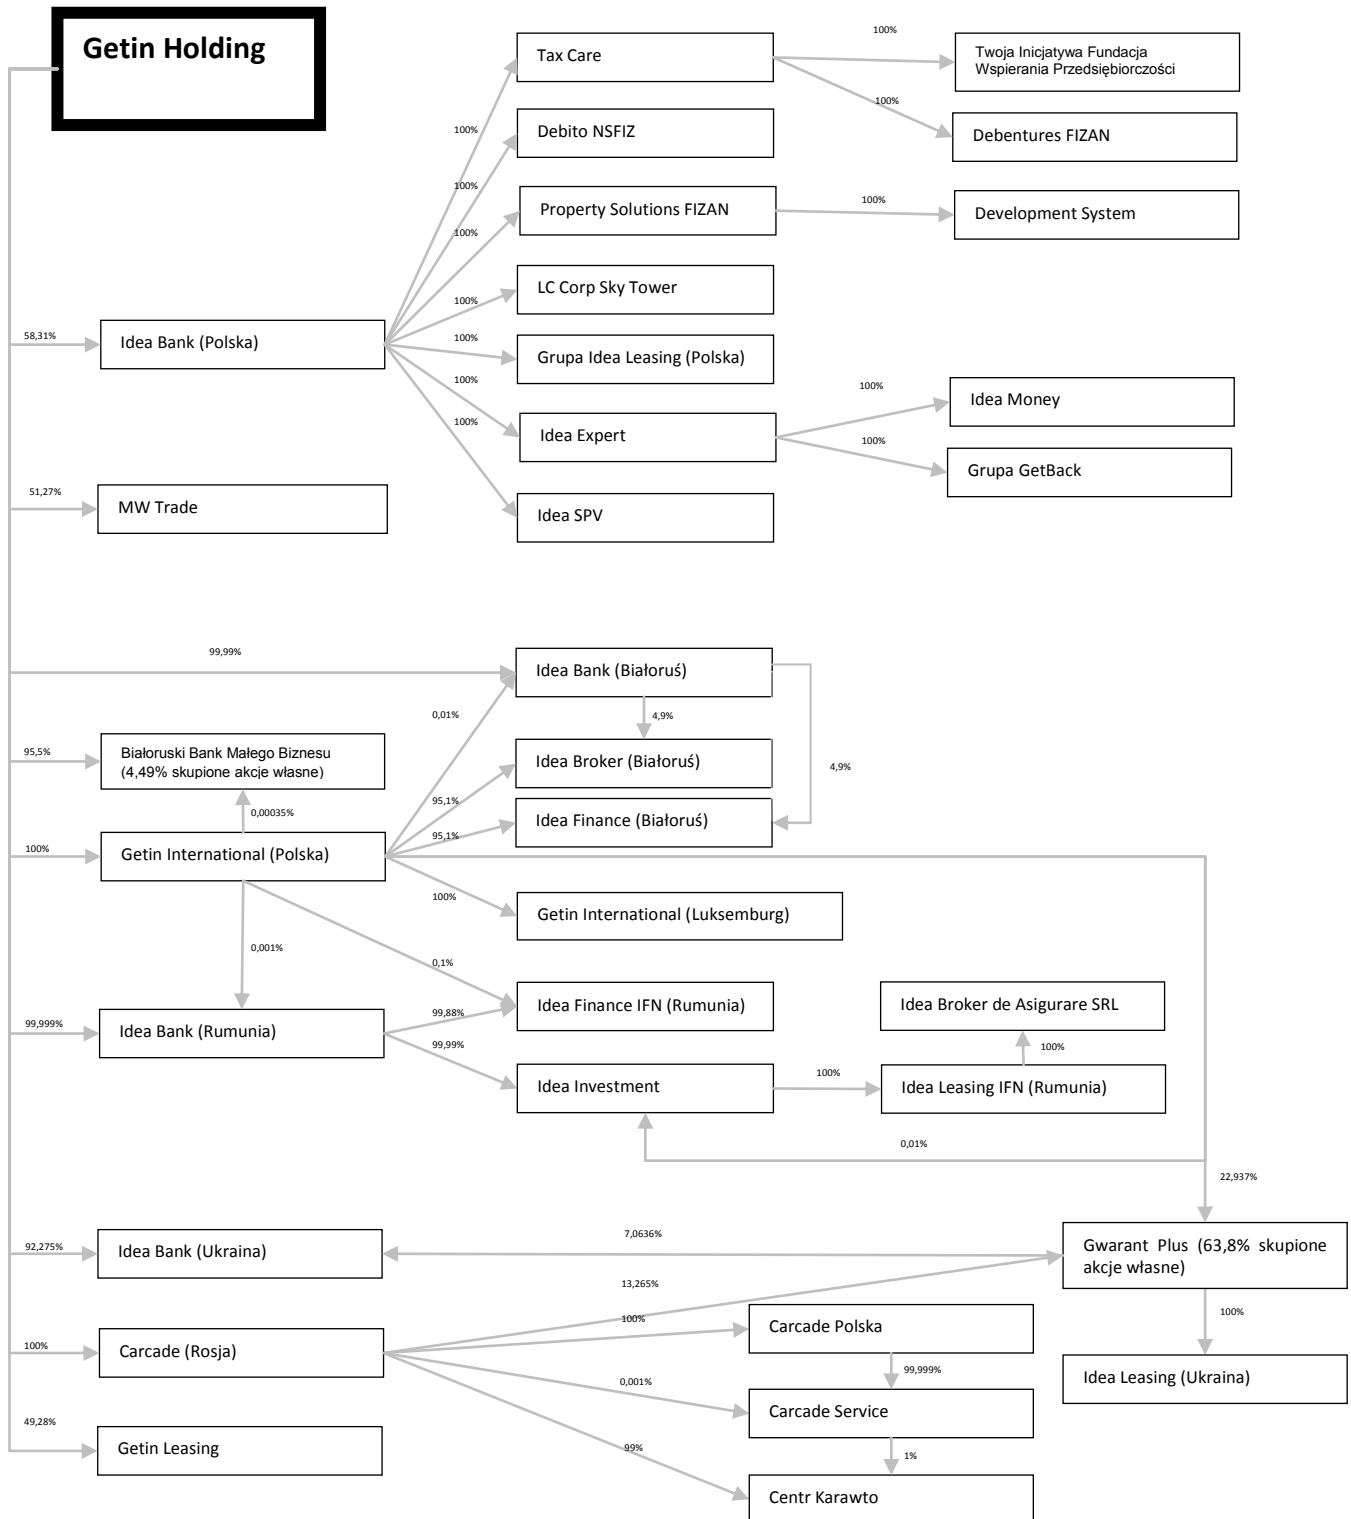 Getin Holding
Tax Care
100%
Twoja Inicjatywa Fundacja
Wspierania Przedsiębiorczości
100%
100%
Debito NSFIZ
Debentures FIZAN
100%
Property Solutions FIZAN
100%
Development System
100%
LC Corp Sky Tower
100%
58,31%
Idea Bank (Polska)
100%
Grupa Idea Leasing (Polska)
100%
100%
Idea Money
100%
Idea Expert
100%
Grupa GetBack
51,27%
MW Trade
Idea SPV
99,99%
Idea Bank (Białoruś)
0,01%
4,9%
95,5%
Białoruski Bank Małego Biznesu
(4,49% skupione akcje własne)
Idea Broker (Białoruś)
4,9%
95,1%
0,00035%
Idea Finance (Białoruś)
95,1%
100%
Getin International (Polska)
100%
Getin International (Luksemburg)
0,001%
0,1%
Idea Finance IFN (Rumunia)
Idea Broker de Asigurare SRL
99,999%
Idea Bank (Rumunia)
99,88%
99,99%
100%
Idea Investment
100%
Idea Leasing IFN (Rumunia)
0,01%
22,937%
92,275%
Idea Bank (Ukraina)
7,0636%
Gwarant Plus (63,8% skupione
akcje własne)
13,265%
100%
100%
Carcade Polska
100%
Carcade (Rosja)
99,999%
Idea Leasing (Ukraina)
0,001%
Carcade Service
49,28%
Getin Leasing
99%
1%
Centr Karawto